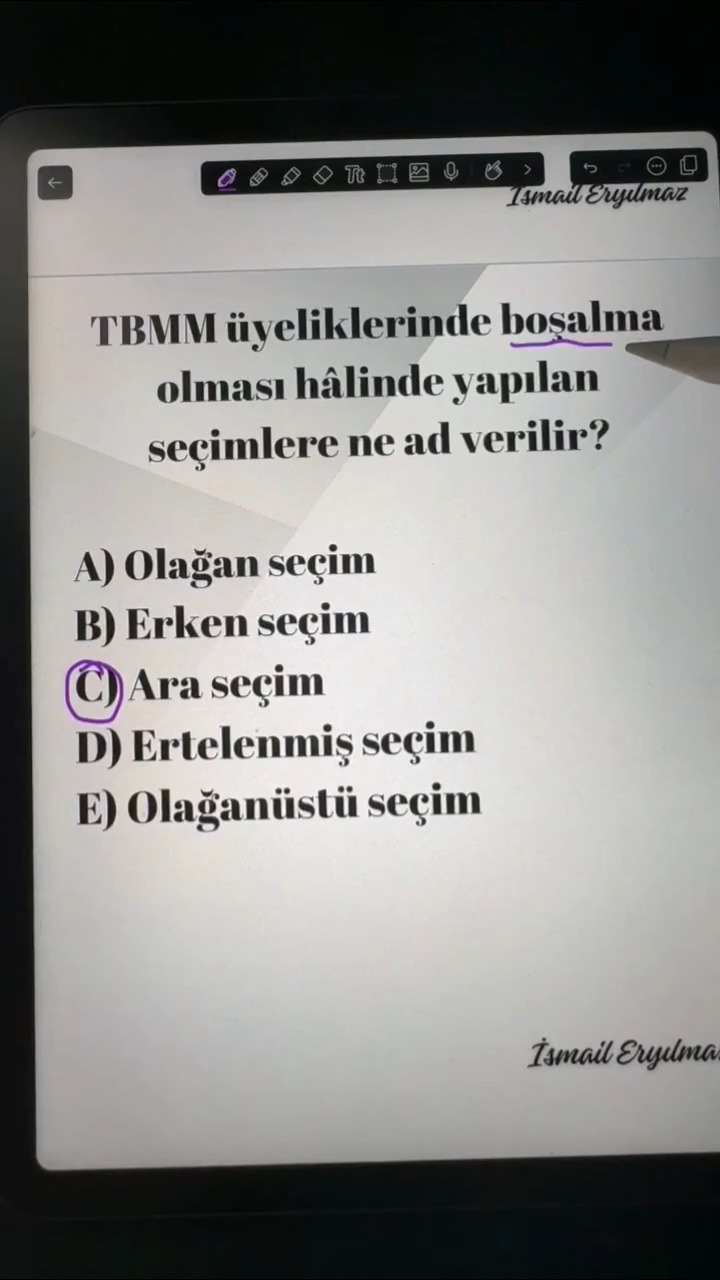 İsmail Eryılmaz
TBMM üyeliklerinde boşalma
olması hâlinde yapılan
seçimlere ne ad verilir?
A) Olağan seçim
B) Erken seçim
C) Ara seçim
D) Ertelenmiş seçim
E) Olağanüstü seçim
İsmail Eryılmaz